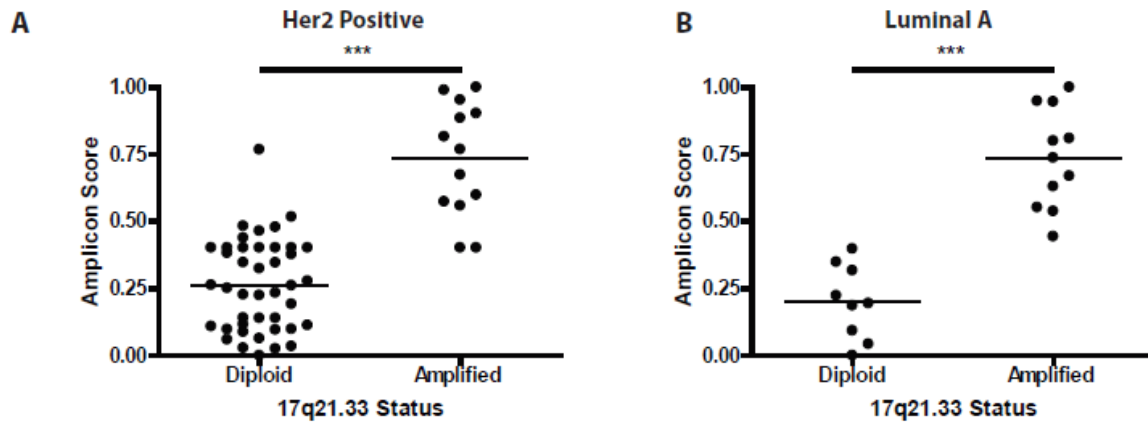 A
Her2 Positive
***
1.00
0.75
0.50
0.25
0.00
Amplicon Score
Diploid
Amplified
17q21.33 Status
B
Luminal A
***
1.00
0.75
0.50
0.25
0.00
Amplicon Score
Diploid
Amplified
17q21.33 Status